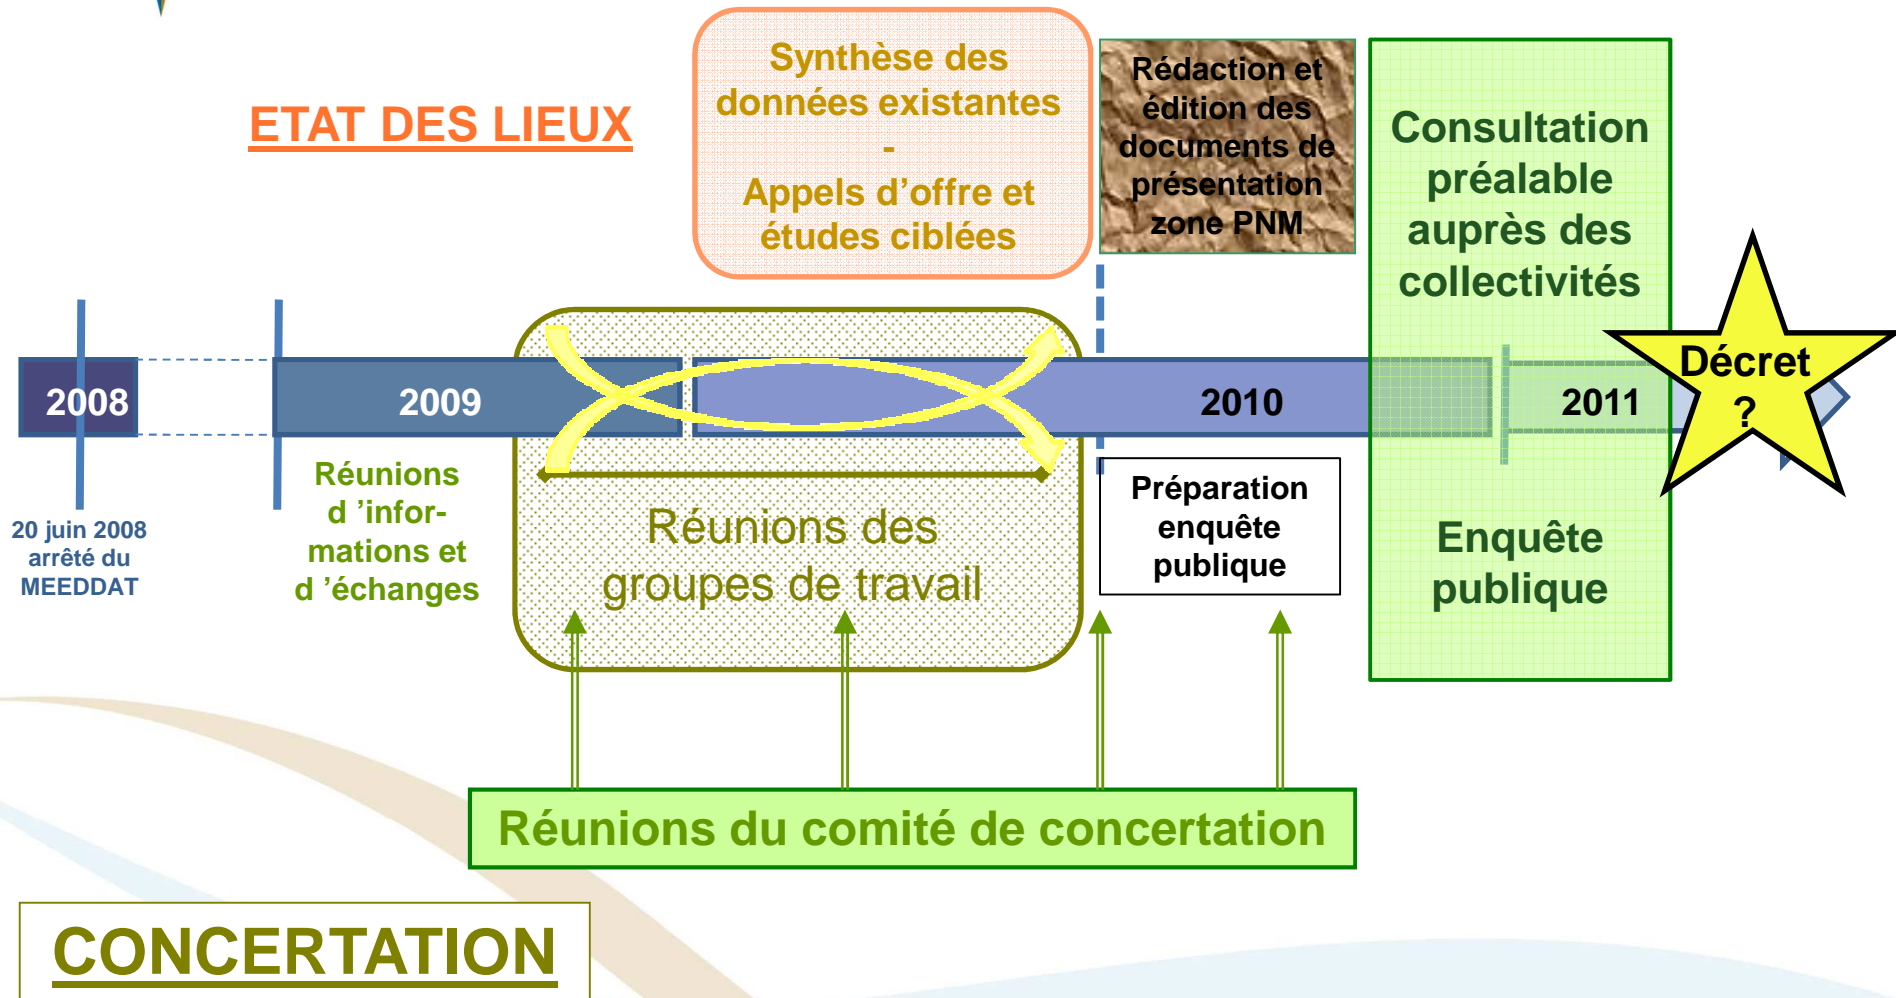 ETAT DES LIEUX
Synthèse des
données existantes
-
Appels d’offre et
études ciblées
Rédaction et
édition des
documents de
présentation
zone PNM
Consultation
préalable
auprès des
collectivités
2008
2009
2010
2011
Décret
?
20 juin 2008
arrêté du
MEEDDAT
Réunions
d ’infor-
mations et
d ’échanges
Réunions des
groupes de travail
Préparation
enquête
publique
Enquête
publique
Réunions du comité de concertation
CONCERTATION